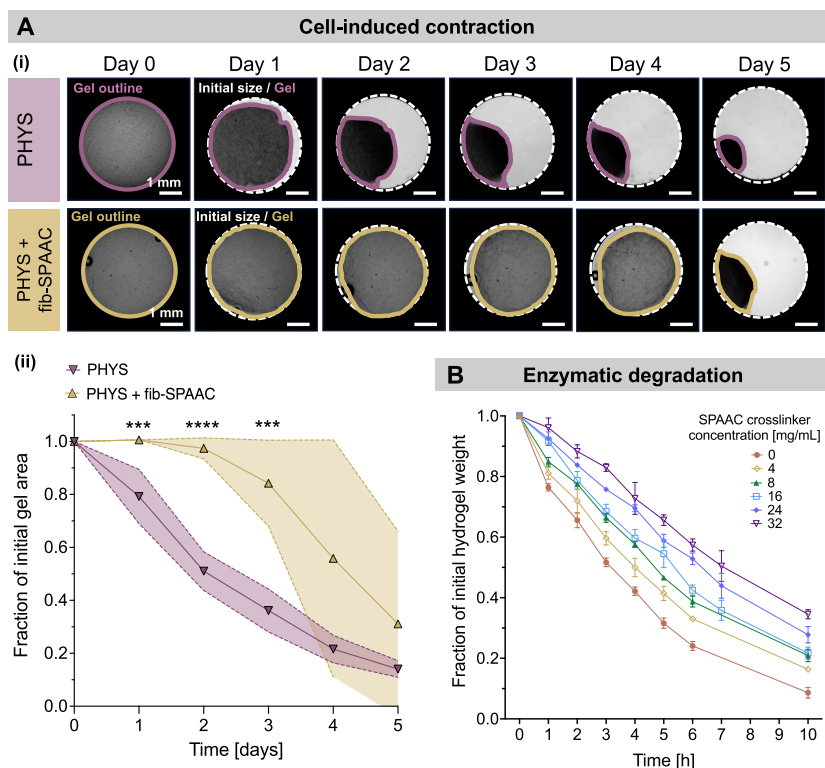 A Cell-induced contraction
(i) Day 0 Day 1 Day 2 Day 3 Day 4 Day 5
PHYS
Gel outline
1 mm
Initial size / Gel
PHYS +
fib-SPAAC
Gel outline
1 mm
Initial size / Gel
(ii)
PHYS
PHYS + fib-SPAAC
*** **** ***
Fraction of initial gel area
1.0
0.8
0.6
0.4
0.2
0.0
0 1 2 3 4 5
Time [days]
B Enzymatic degradation
SPAAC crosslinker
concentration [mg/mL]
0
4
8
16
24
32
Fraction of initial hydrogel weight
1.0
0.8
0.6
0.4
0.2
0.0
0 1 2 3 4 5 6 7 8 9 10
Time [h]